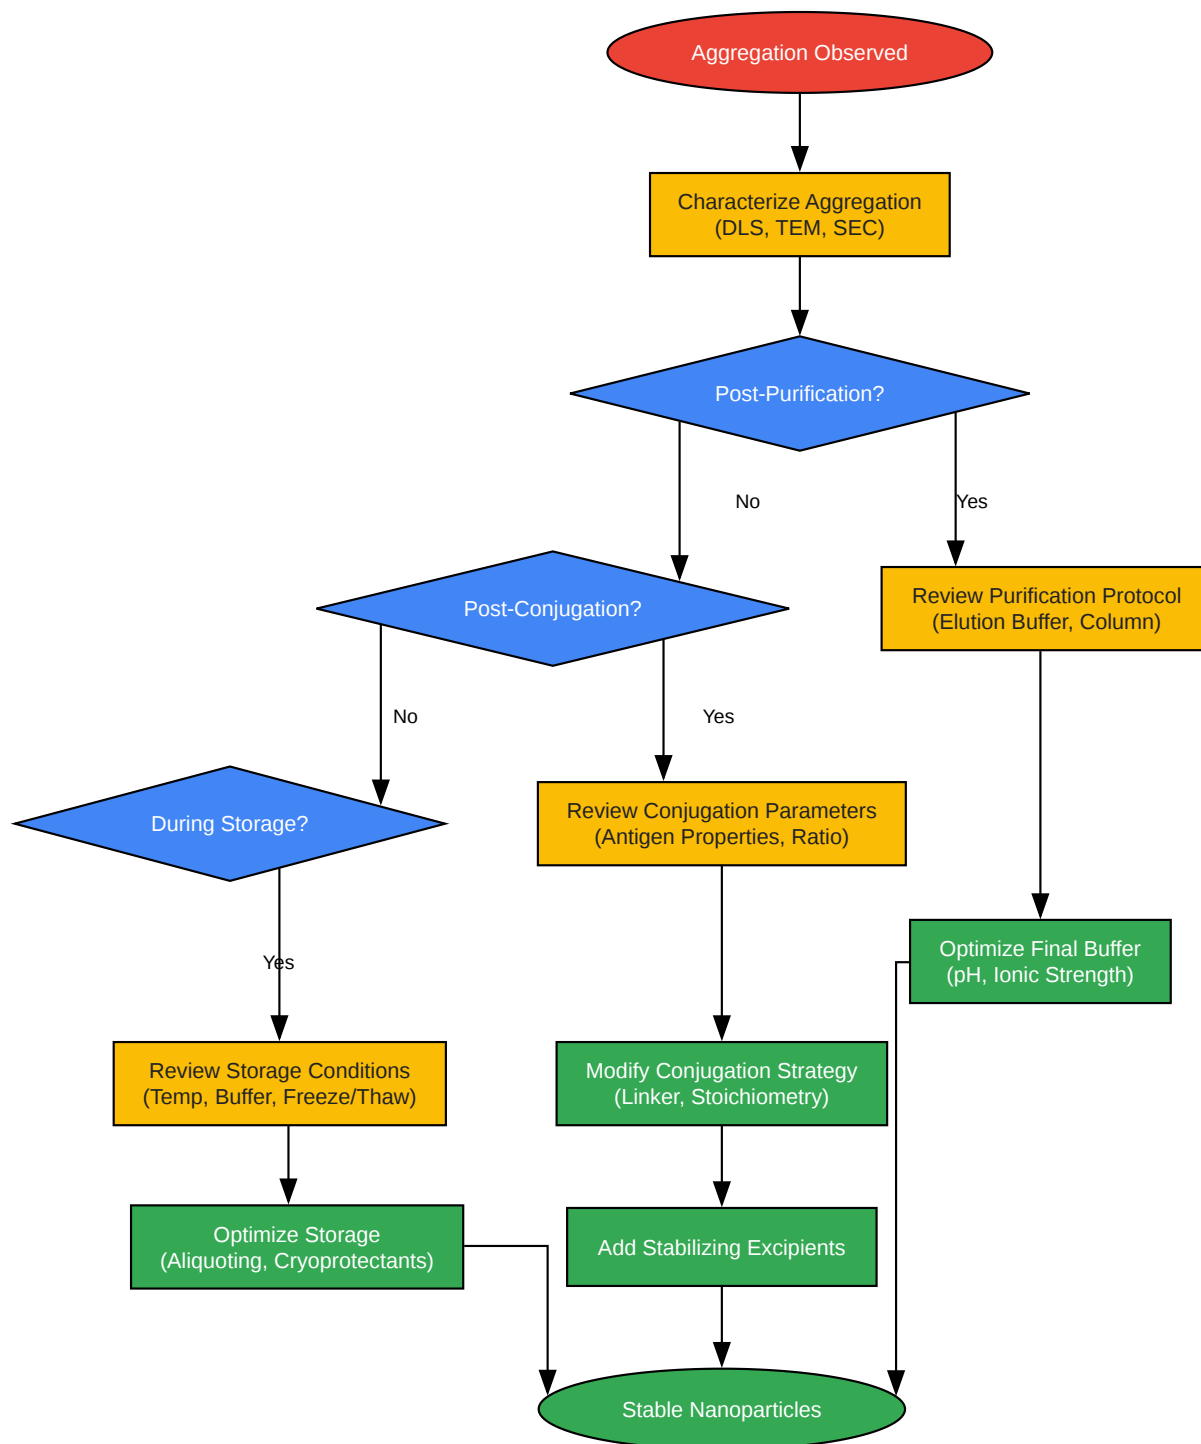 Aggregation Observed
Characterize Aggregation
(DLS, TEM, SEC)
Post-Purification?
No
Yes
Post-Conjugation?
Review Purification Protocol
(Elution Buffer, Column)
No
Yes
During Storage?
Review Conjugation Parameters
(Antigen Properties, Ratio)
Yes
Optimize Final Buffer
(pH, Ionic Strength)
Review Storage Conditions
(Temp, Buffer, Freeze/Thaw)
Modify Conjugation Strategy
(Linker, Stoichiometry)
Optimize Storage
(Aliquoting, Cryoprotectants)
Add Stabilizing Excipients
Stable Nanoparticles